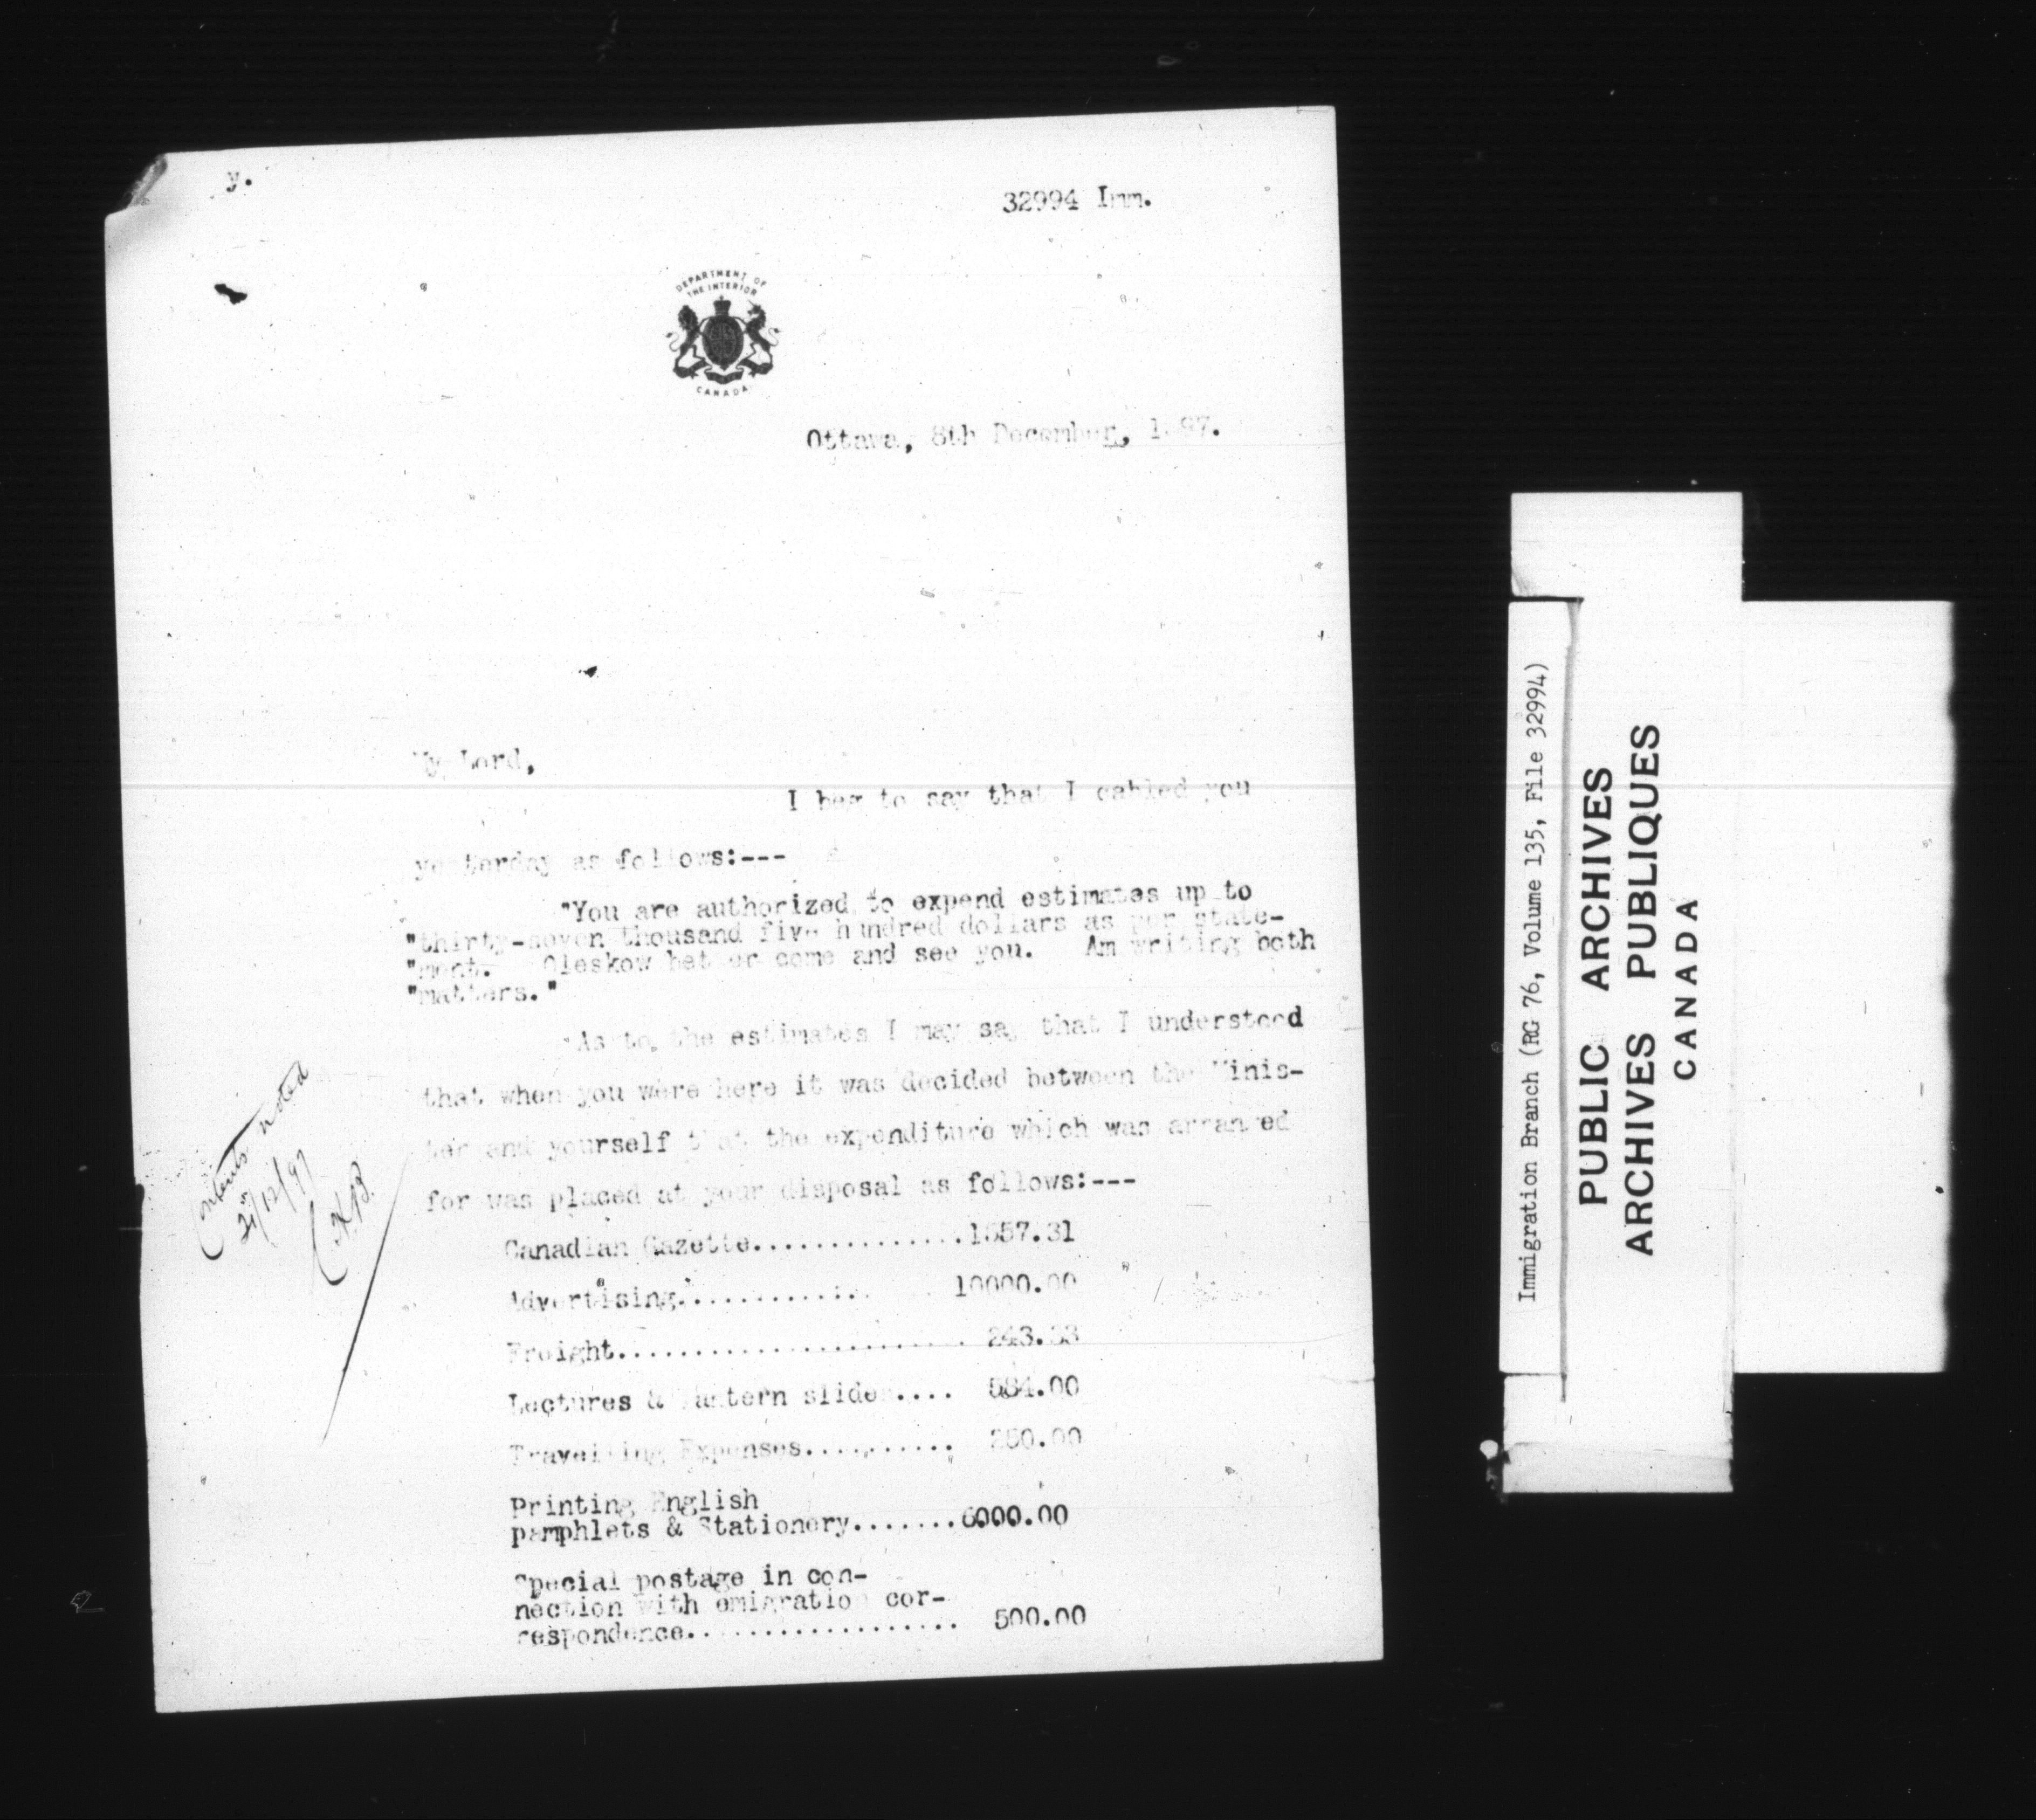 y.
32994 Imm.
DEPARTMENT OF
THE INTERIOR
CANADA
Ottawa, 8th December, 1897.
My Lord,
I beg to say that I cabled you
yesterday as follows:---
"You are authorized to expend estimates up to
"thirty-seven thousand five hundred dollars as per state-
"ment. Oleskow better come and see you. Am writing both
"matters."
As to the estimates I may say that I understood
that when you were here it was decided between the Minis-
ter and yourself that the expenditure which was arranged
for was placed at your disposal as follows:---
Canadian Gazette...............1557.31
Advertising............. 10000.00
Freight....................... 243.33
Lectures & Lantern slides.... 584.00
Travelling Expenses.......... 250.00
Printing English
pamphlets & Stationery.......6000.00
Special postage in con-
nection with emigration cor-
respondence.................. 500.00
Contents noted
21/12/97
Immigration Branch (RG 76, Volume 135, File 32994)
PUBLIC ARCHIVES
ARCHIVES PUBLIQUES
CANADA